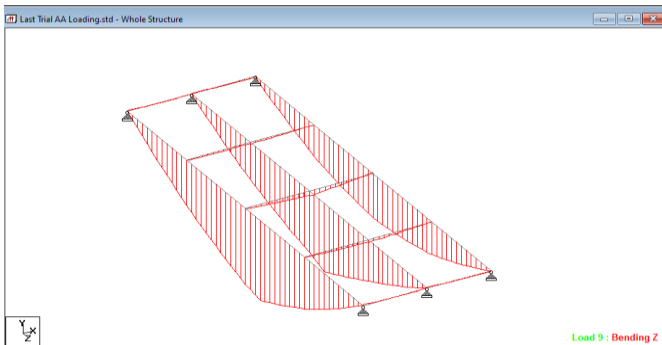 Last Trial AA Loading.std - Whole Structure
Y
X
Z
Load 9 : Bending Z